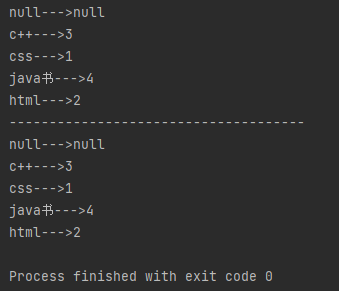 null--->null
c++--->3
css--->1
java书--->4
html--->2
-------------------------------------
null--->null
c++--->3
css--->1
java书--->4
html--->2
Process finished with exit code 0